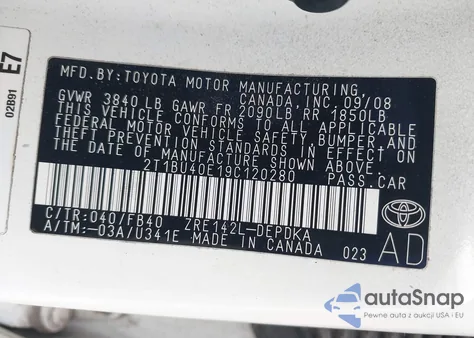 E7
02B91
MFD.BY:TOYOTA MOTOR MANUFACTURING
CANADA, INC. 09/08
GVWR 3840LB GAWR FR 2090LB RR 1850LB
THIS VEHICLE CONFORMS TO ALL APPLICABLE
FEDERAL MOTOR VEHICLE SAFETY, BUMPER, AND
THEFT PREVENTION STANDARDS IN EFFECT ON
THE DATE OF MANUFACTURE SHOWN ABOVE.
2T1BU40E19C120280 PASS.CAR
C/TR:040/FB40 ZRE142L-DEPDKA
A/TM:-03A/U341E MADE IN CANADA 023
AD
autoSnap
Pewne auta z aukcji USA i EU